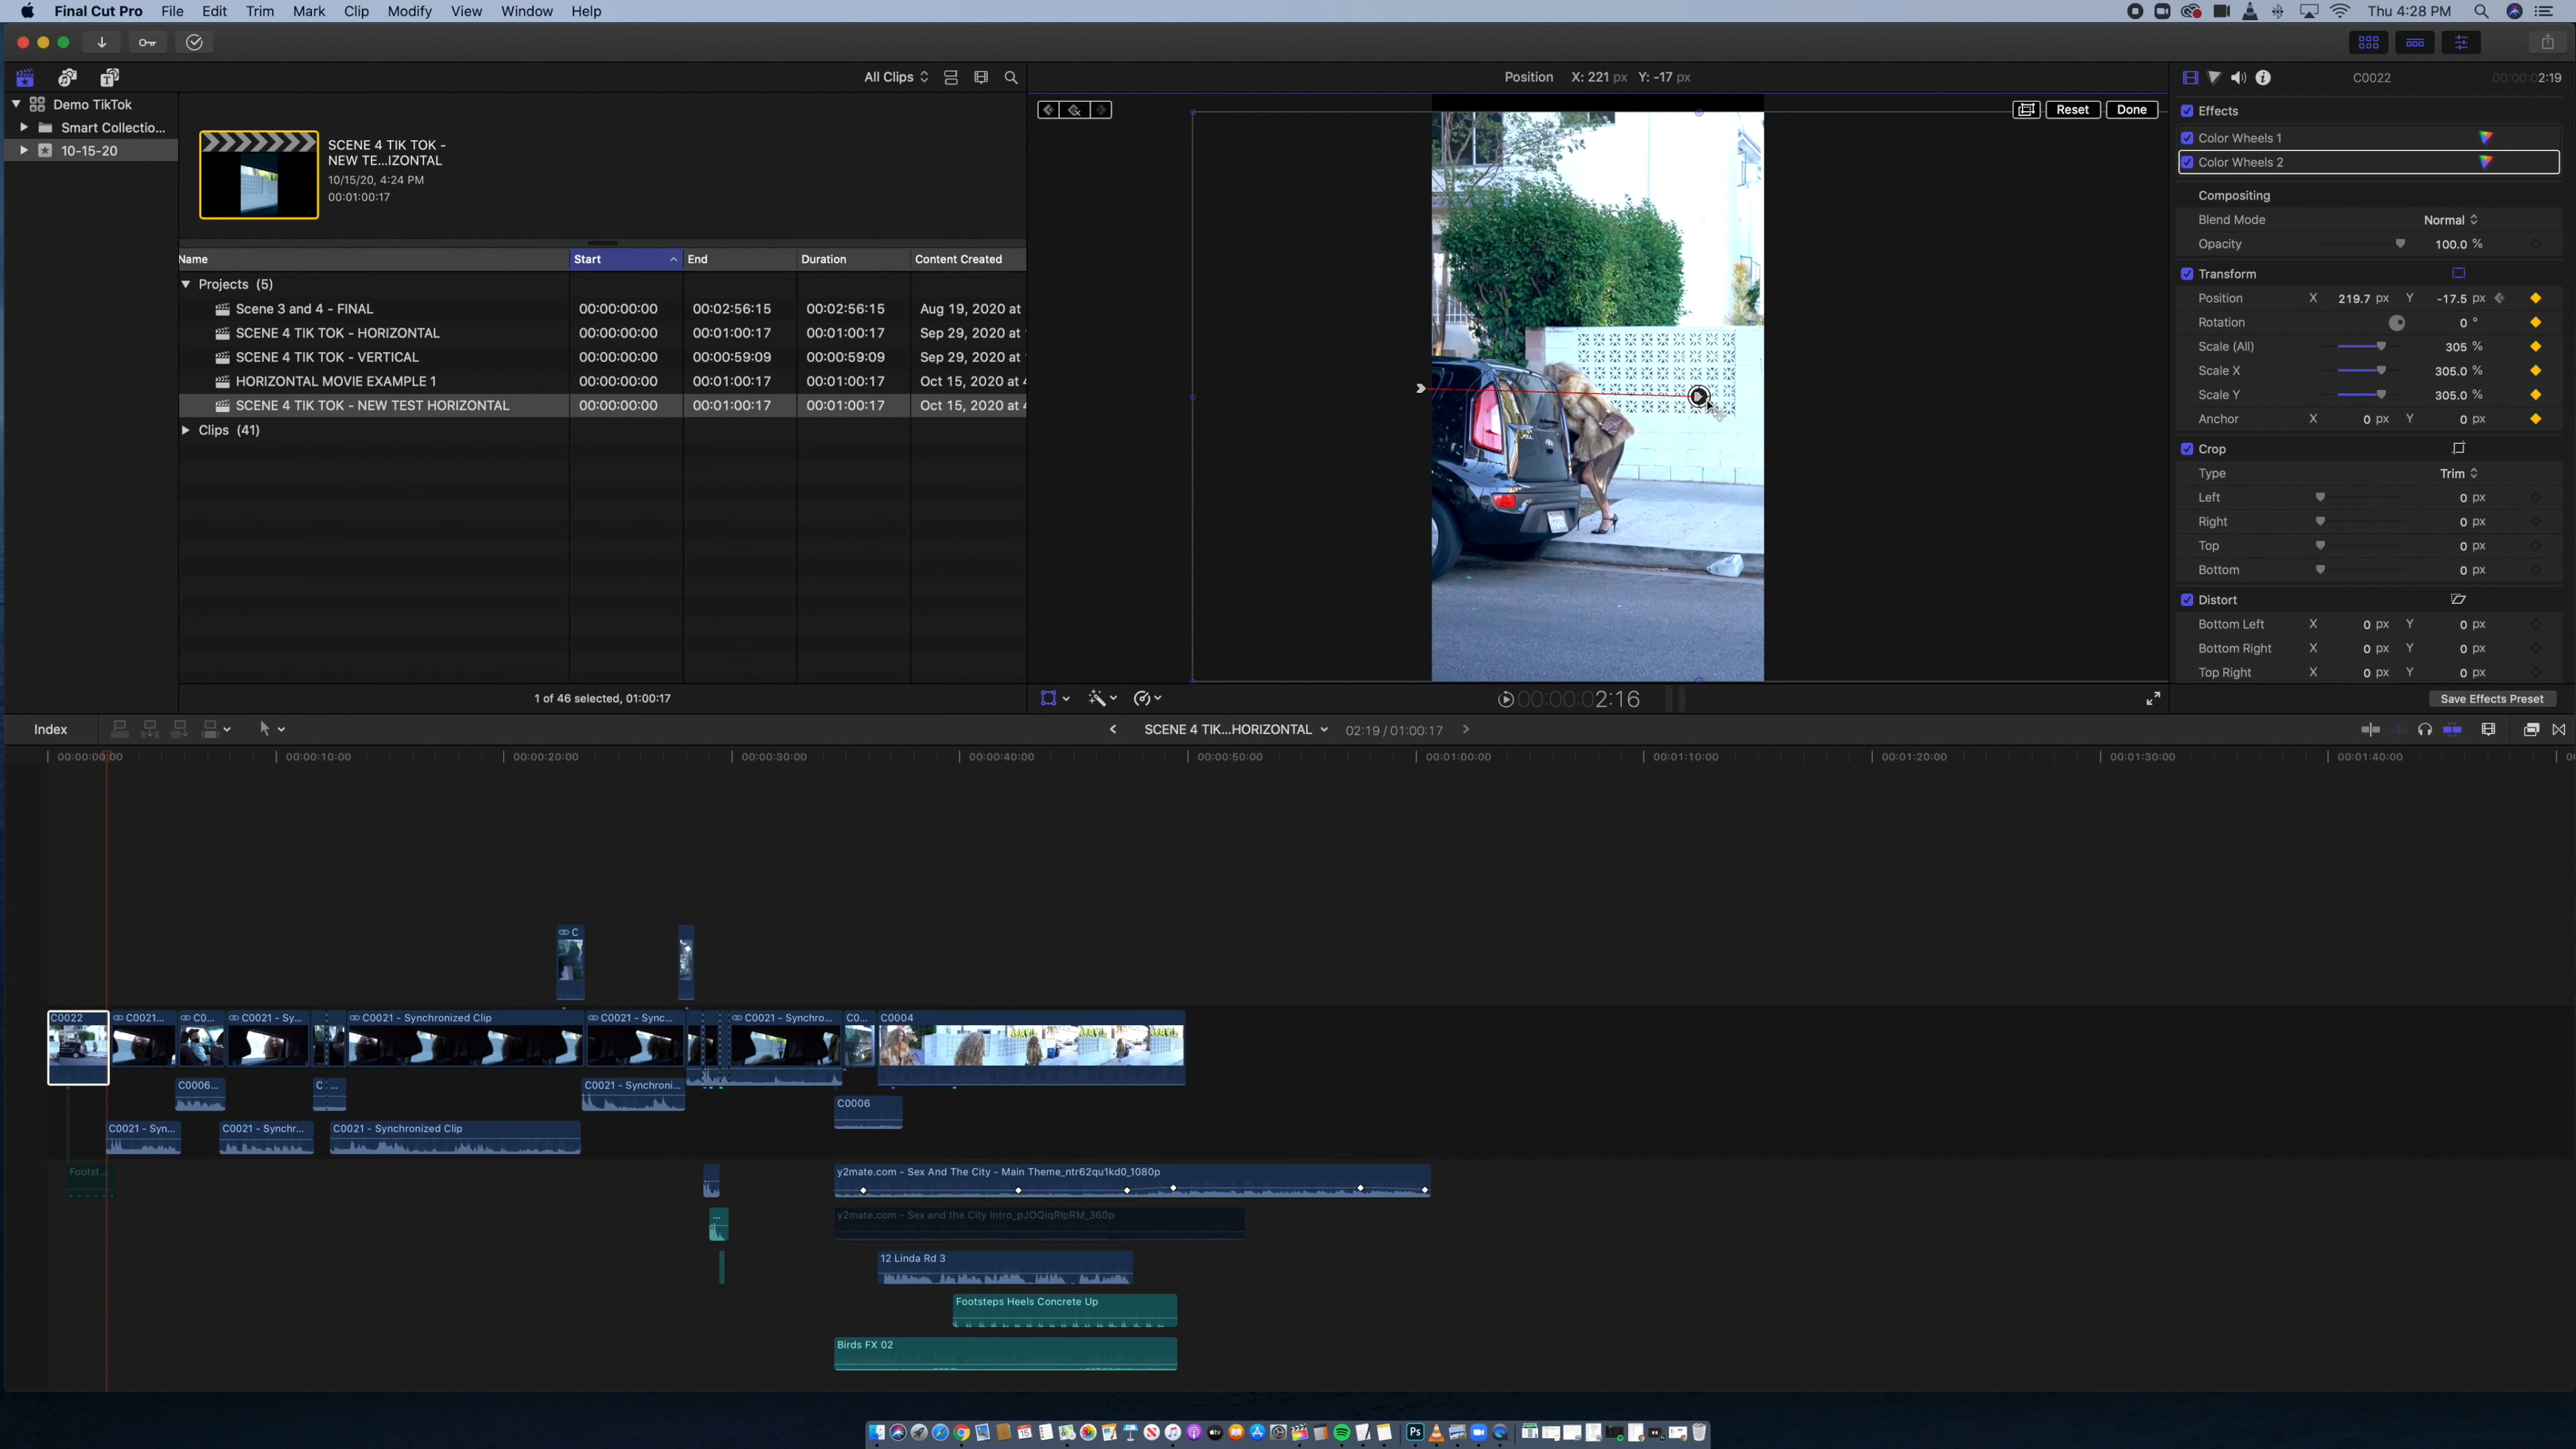 Final Cut Pro File Edit Trim Mark Clip Modify View Window Help
Thu 4:28 PM
All Clips
Position X: 221 px Y: -17 px
C0022
00:00:02:19
Demo TikTok
Smart Collectio...
10-15-20
SCENE 4 TIK TOK -
NEW TE...IZONTAL
10/15/20, 4:24 PM
00:01:00:17
Name Start End Duration Content Created
Projects (5)
Scene 3 and 4 - FINAL 00:00:00:00 00:02:56:15 00:02:56:15 Aug 19, 2020 at
SCENE 4 TIK TOK - HORIZONTAL 00:00:00:00 00:01:00:17 00:01:00:17 Sep 29, 2020 at
SCENE 4 TIK TOK - VERTICAL 00:00:00:00 00:00:59:09 00:00:59:09 Sep 29, 2020 at
HORIZONTAL MOVIE EXAMPLE 1 00:00:00:00 00:01:00:17 00:01:00:17 Oct 15, 2020 at
SCENE 4 TIK TOK - NEW TEST HORIZONTAL 00:00:00:00 00:01:00:17 00:01:00:17 Oct 15, 2020 at
Clips (41)
1 of 46 selected, 01:00:17
Reset Done
00:00:02:16
Effects
Color Wheels 1
Color Wheels 2
Compositing
Blend Mode Normal
Opacity 100.0 %
Transform
Position X 219.7 px Y -17.5 px
Rotation 0 °
Scale (All) 305 %
Scale X 305.0 %
Scale Y 305.0 %
Anchor X 0 px Y 0 px
Crop
Type Trim
Left 0 px
Right 0 px
Top 0 px
Bottom 0 px
Distort
Bottom Left X 0 px Y 0 px
Bottom Right X 0 px Y 0 px
Top Right X 0 px Y 0 px
Save Effects Preset
Index
SCENE 4 TIK...HORIZONTAL 02:19 / 01:00:17
00:00:00:00 00:00:10:00 00:00:20:00 00:00:30:00 00:00:40:00 00:00:50:00 00:01:00:00 00:01:10:00 00:01:20:00 00:01:30:00 00:01:40:00
C
C0022 C0021... C0... C0021 - Sy... C0021 - Synchronized Clip C0021 - Sync... C0021 - Synchro... C0... C0004
C0006... C ... C0021 - Synchroni...
C0006
C0021 - Syn... C0021 - Synchr... C0021 - Synchronized Clip
Footst...
y2mate.com - Sex And The City - Main Theme_ntr62qu1kd0_1080p
...
y2mate.com - Sex and the City Intro_pJOQiqRIpRM_360p
12 Linda Rd 3
Footsteps Heels Concrete Up
Birds FX 02
15
tv
Ps